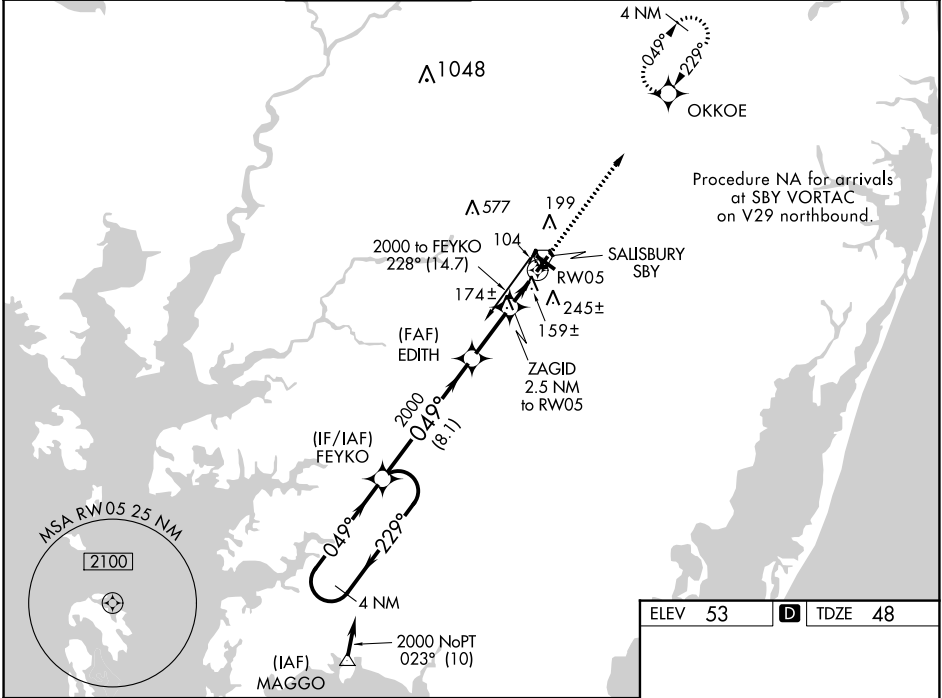 4 NM
049°
229°
OKKOE
1048
Procedure NA for arrivals
at SBY VORTAC
on V29 northbound.
577
199
104
2000 to FEYKO
228° (14.7)
SALISBURY
SBY
RW05
174±
245±
159±
(FAF)
EDITH
ZAGID
2.5 NM
to RW05
2000
049°
(8.1)
(IF/IAF)
FEYKO
049°
229°
4 NM
MSA RW05 25 NM
2100
2000 NoPT
023° (10)
(IAF)
MAGGO
ELEV 53 D TDZE 48